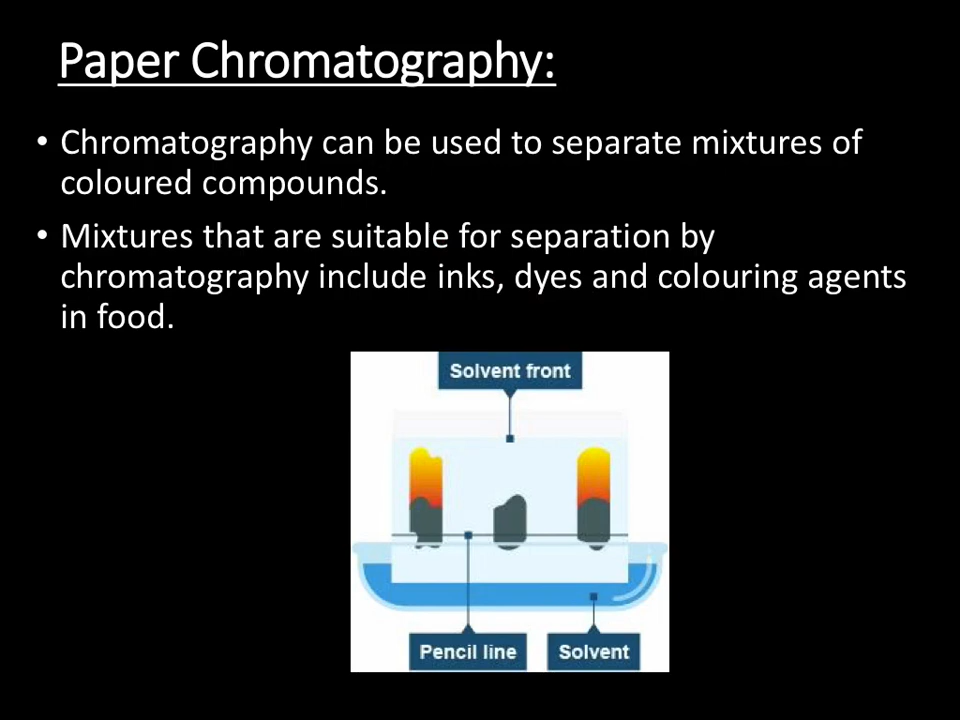 Paper Chromatography:
• Chromatography can be used to separate mixtures of
coloured compounds.
• Mixtures that are suitable for separation by
chromatography include inks, dyes and colouring agents
in food.
Solvent front
Pencil line
Solvent